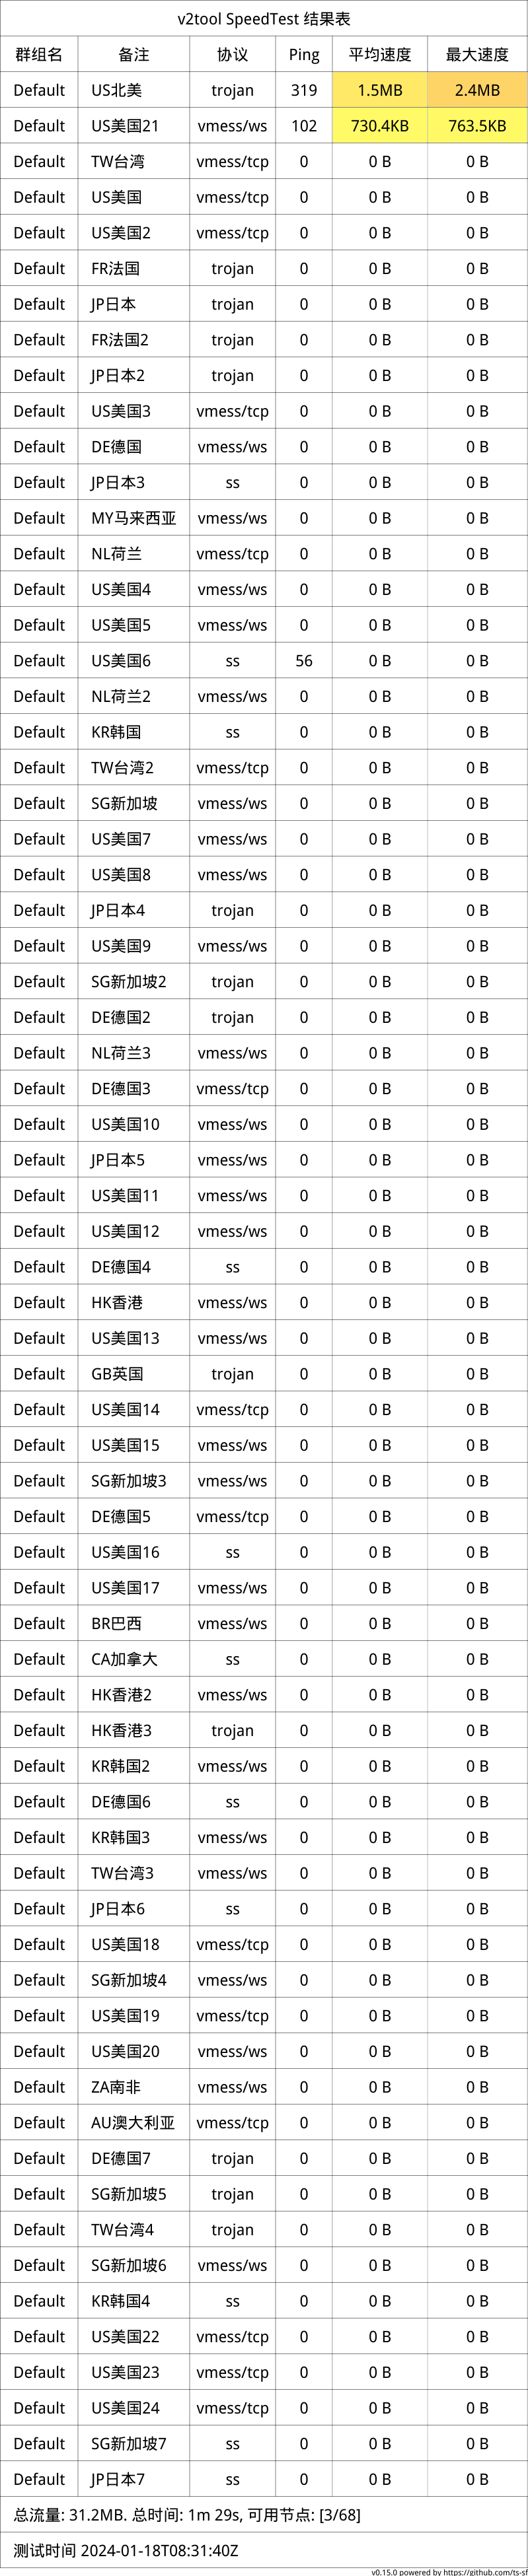 v2tool SpeedTest 结果表
群组名 备注 协议 Ping 平均速度 最大速度
Default US北美 trojan 319 1.5MB 2.4MB
Default US美国21 vmess/ws 102 730.4KB 763.5KB
Default TW台湾 vmess/tcp 0 0 B 0 B
Default US美国 vmess/tcp 0 0 B 0 B
Default US美国2 vmess/tcp 0 0 B 0 B
Default FR法国 trojan 0 0 B 0 B
Default JP日本 trojan 0 0 B 0 B
Default FR法国2 trojan 0 0 B 0 B
Default JP日本2 trojan 0 0 B 0 B
Default US美国3 vmess/tcp 0 0 B 0 B
Default DE德国 vmess/ws 0 0 B 0 B
Default JP日本3 ss 0 0 B 0 B
Default MY马来西亚 vmess/ws 0 0 B 0 B
Default NL荷兰 vmess/tcp 0 0 B 0 B
Default US美国4 vmess/ws 0 0 B 0 B
Default US美国5 vmess/ws 0 0 B 0 B
Default US美国6 ss 56 0 B 0 B
Default NL荷兰2 vmess/ws 0 0 B 0 B
Default KR韩国 ss 0 0 B 0 B
Default TW台湾2 vmess/tcp 0 0 B 0 B
Default SG新加坡 vmess/ws 0 0 B 0 B
Default US美国7 vmess/ws 0 0 B 0 B
Default US美国8 vmess/ws 0 0 B 0 B
Default JP日本4 trojan 0 0 B 0 B
Default US美国9 vmess/ws 0 0 B 0 B
Default SG新加坡2 trojan 0 0 B 0 B
Default DE德国2 trojan 0 0 B 0 B
Default NL荷兰3 vmess/ws 0 0 B 0 B
Default DE德国3 vmess/tcp 0 0 B 0 B
Default US美国10 vmess/ws 0 0 B 0 B
Default JP日本5 vmess/ws 0 0 B 0 B
Default US美国11 vmess/ws 0 0 B 0 B
Default US美国12 vmess/ws 0 0 B 0 B
Default DE德国4 ss 0 0 B 0 B
Default HK香港 vmess/ws 0 0 B 0 B
Default US美国13 vmess/ws 0 0 B 0 B
Default GB英国 trojan 0 0 B 0 B
Default US美国14 vmess/tcp 0 0 B 0 B
Default US美国15 vmess/ws 0 0 B 0 B
Default SG新加坡3 vmess/ws 0 0 B 0 B
Default DE德国5 vmess/tcp 0 0 B 0 B
Default US美国16 ss 0 0 B 0 B
Default US美国17 vmess/ws 0 0 B 0 B
Default BR巴西 vmess/ws 0 0 B 0 B
Default CA加拿大 ss 0 0 B 0 B
Default HK香港2 vmess/ws 0 0 B 0 B
Default HK香港3 trojan 0 0 B 0 B
Default KR韩国2 vmess/ws 0 0 B 0 B
Default DE德国6 ss 0 0 B 0 B
Default KR韩国3 vmess/ws 0 0 B 0 B
Default TW台湾3 vmess/ws 0 0 B 0 B
Default JP日本6 ss 0 0 B 0 B
Default US美国18 vmess/tcp 0 0 B 0 B
Default SG新加坡4 vmess/ws 0 0 B 0 B
Default US美国19 vmess/tcp 0 0 B 0 B
Default US美国20 vmess/ws 0 0 B 0 B
Default ZA南非 vmess/ws 0 0 B 0 B
Default AU澳大利亚 vmess/tcp 0 0 B 0 B
Default DE德国7 trojan 0 0 B 0 B
Default SG新加坡5 trojan 0 0 B 0 B
Default TW台湾4 trojan 0 0 B 0 B
Default SG新加坡6 vmess/ws 0 0 B 0 B
Default KR韩国4 ss 0 0 B 0 B
Default US美国22 vmess/tcp 0 0 B 0 B
Default US美国23 vmess/tcp 0 0 B 0 B
Default US美国24 vmess/tcp 0 0 B 0 B
Default SG新加坡7 ss 0 0 B 0 B
Default JP日本7 ss 0 0 B 0 B
总流量: 31.2MB. 总时间: 1m 29s, 可用节点: [3/68]
测试时间 2024-01-18T08:31:40Z
v0.15.0 powered by https://github.com/ts-sf